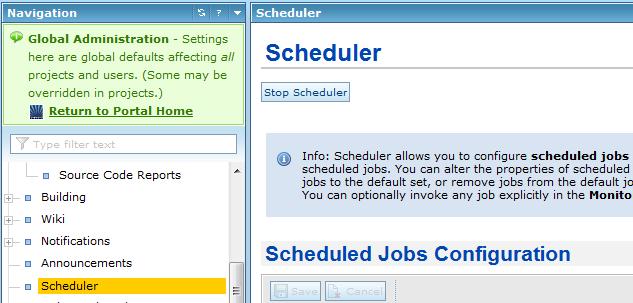 Navigation
Global Administration - Settings
here are global defaults affecting all
projects and users. (Some may be
overridden in projects.)
Return to Portal Home
Type filter text
Source Code Reports
Building
Wiki
Notifications
Announcements
Scheduler
Scheduler
Scheduler
Stop Scheduler
Info: Scheduler allows you to configure scheduled jobs
scheduled jobs. You can alter the properties of scheduled
jobs to the default set, or remove jobs from the default jo
You can optionally invoke any job explicitly in the Monito
Scheduled Jobs Configuration
Save
Cancel